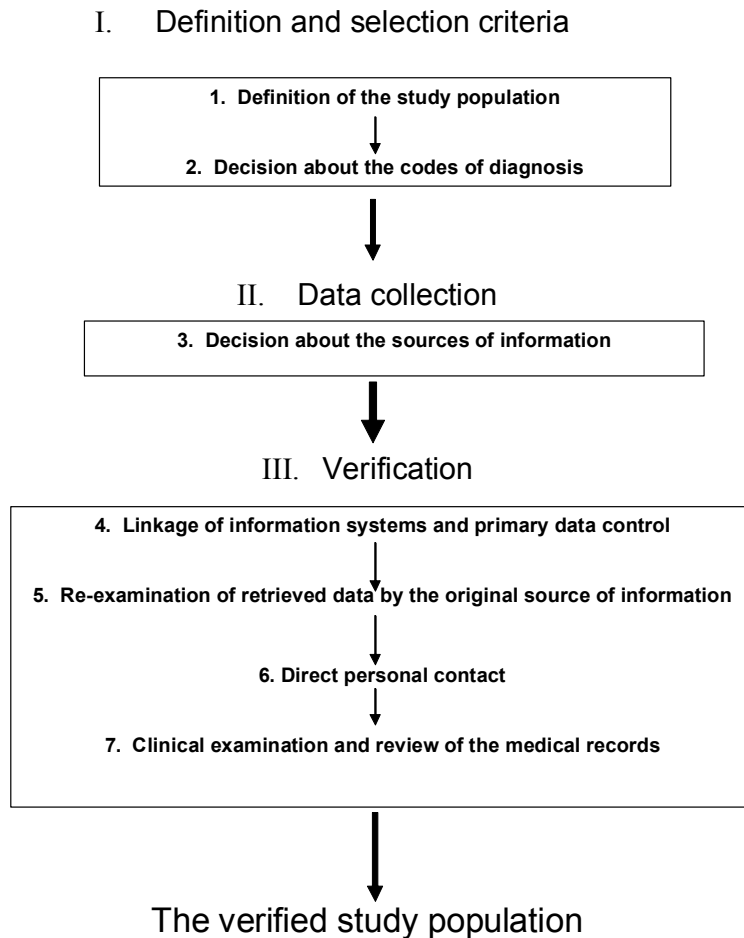 I. Definition and selection criteria
1. Definition of the study population
2. Decision about the codes of diagnosis
II. Data collection
3. Decision about the sources of information
III. Verification
4. Linkage of information systems and primary data control
5. Re-examination of retrieved data by the original source of information
6. Direct personal contact
7. Clinical examination and review of the medical records
The verified study population